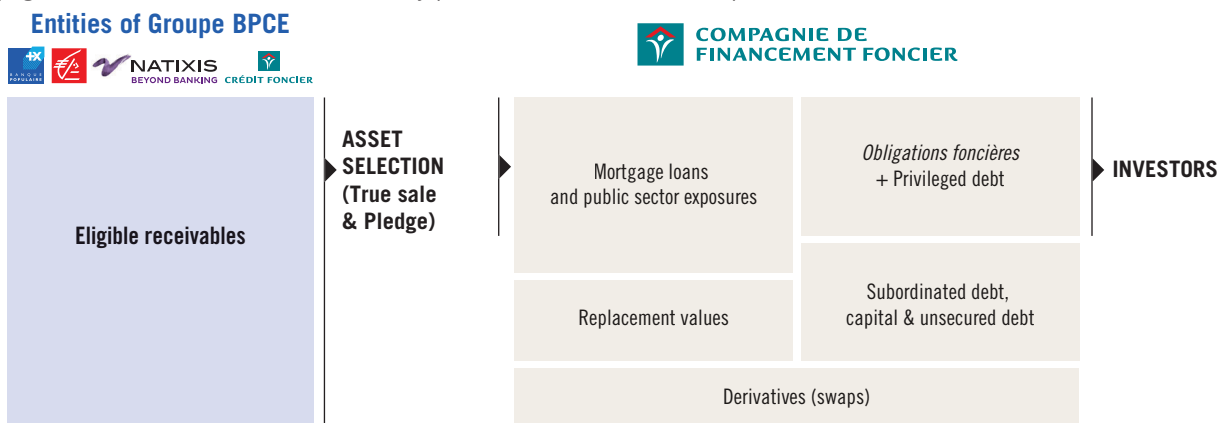 Entities of Groupe BPCE
+X
BANQUE
POPULAIRE
NATIXIS
BEYOND BANKING
CRÉDIT FONCIER
COMPAGNIE DE
FINANCEMENT FONCIER
Eligible receivables
ASSET
SELECTION
(True sale
& Pledge)
Mortgage loans
and public sector exposures
Replacement values
Obligations foncières
+ Privileged debt
Subordinated debt,
capital & unsecured debt
Derivatives (swaps)
INVESTORS